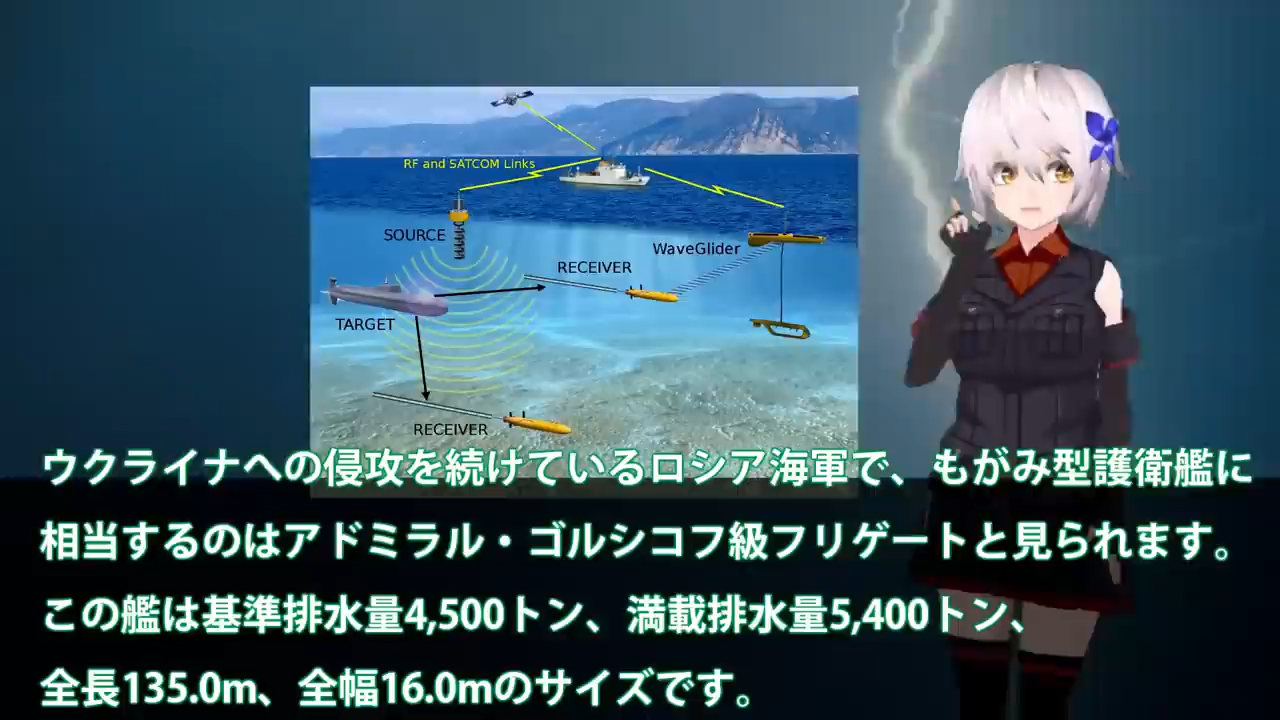 RF and SATCOM Links
SOURCE
WaveGlider
RECEIVER
TARGET
RECEIVER
ウクライナへの侵攻を続けているロシア海軍で、もがみ型護衛艦に
相当するのはアドミラル・ゴルシコフ級フリゲートと見られます。
この艦は基準排水量4,500トン、満載排水量5,400トン、
全長135.0m、全幅16.0mのサイズです。